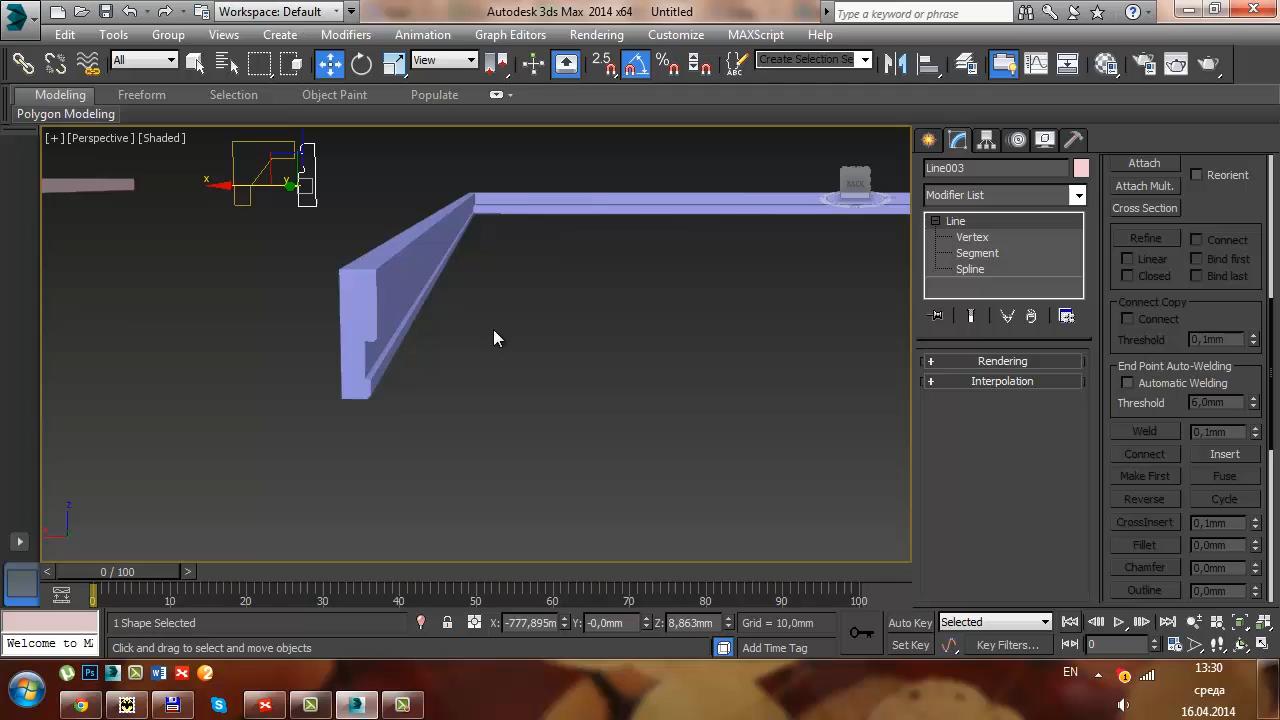 Workspace: Default
Autodesk 3ds Max 2014 x64 Untitled
Type a keyword or phrase
Edit Tools Group Views Create Modifiers Animation Graph Editors Rendering Customize MAXScript Help
All
View
2.5
Create Selection Se
Modeling Freeform Selection Object Paint Populate
Polygon Modeling
[+] [Perspective] [Shaded]
x
y
BACK
z
Line003
Modifier List
Line
Vertex
Segment
Spline
+ Rendering
+ Interpolation
Attach
Reorient
Attach Mult.
Cross Section
Refine
Connect
Linear
Bind first
Closed
Bind last
Connect Copy
Connect
Threshold 0,1mm
End Point Auto-Welding
Automatic Welding
Threshold 6,0mm
Weld 0,1mm
Connect Insert
Make First Fuse
Reverse Cycle
CrossInsert 0,1mm
Fillet 0,0mm
Chamfer 0,0mm
Outline 0,0mm
< 0 / 100 >
0 10 20 30 40 50 60 70 80 90 100
1 Shape Selected
X: -777,895m Y: -0,0mm Z: 8,863mm Grid = 10,0mm
Auto Key Selected
Welcome to M
Click and drag to select and move objects
Add Time Tag
Set Key Key Filters... 0
EN
13:30
среда
16.04.2014